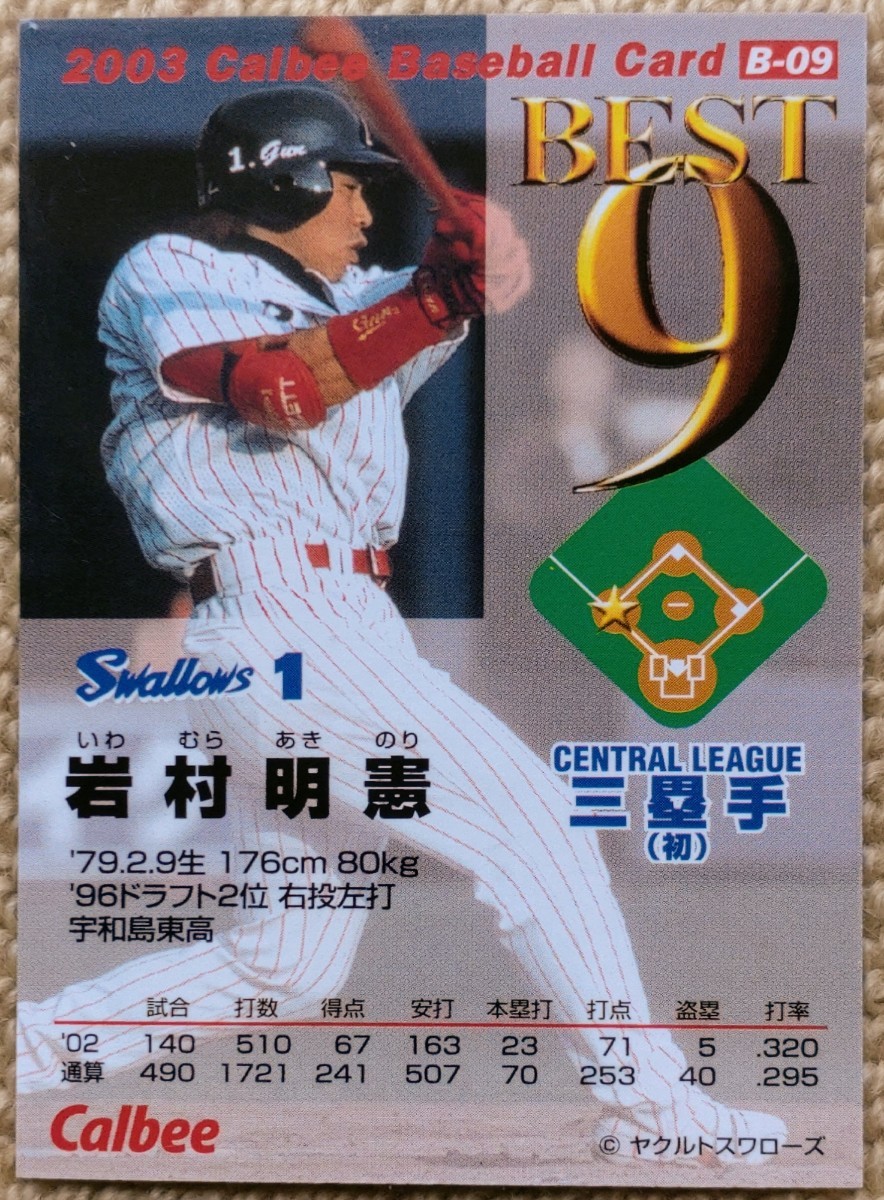 2003 Calbee Baseball Card B-09
BEST
9
1. Gun
Swallows 1
いわ むら あき のり
岩村明憲
CENTRAL LEAGUE
三塁手
(初)
'79.2.9生 176cm 80kg
'96ドラフト2位 右投左打
宇和島東高
試合 打数 得点 安打 本塁打 打点 盗塁 打率
'02 140 510 67 163 23 71 5 .320
通算 490 1721 241 507 70 253 40 .295
Calbee
© ヤクルトスワローズ